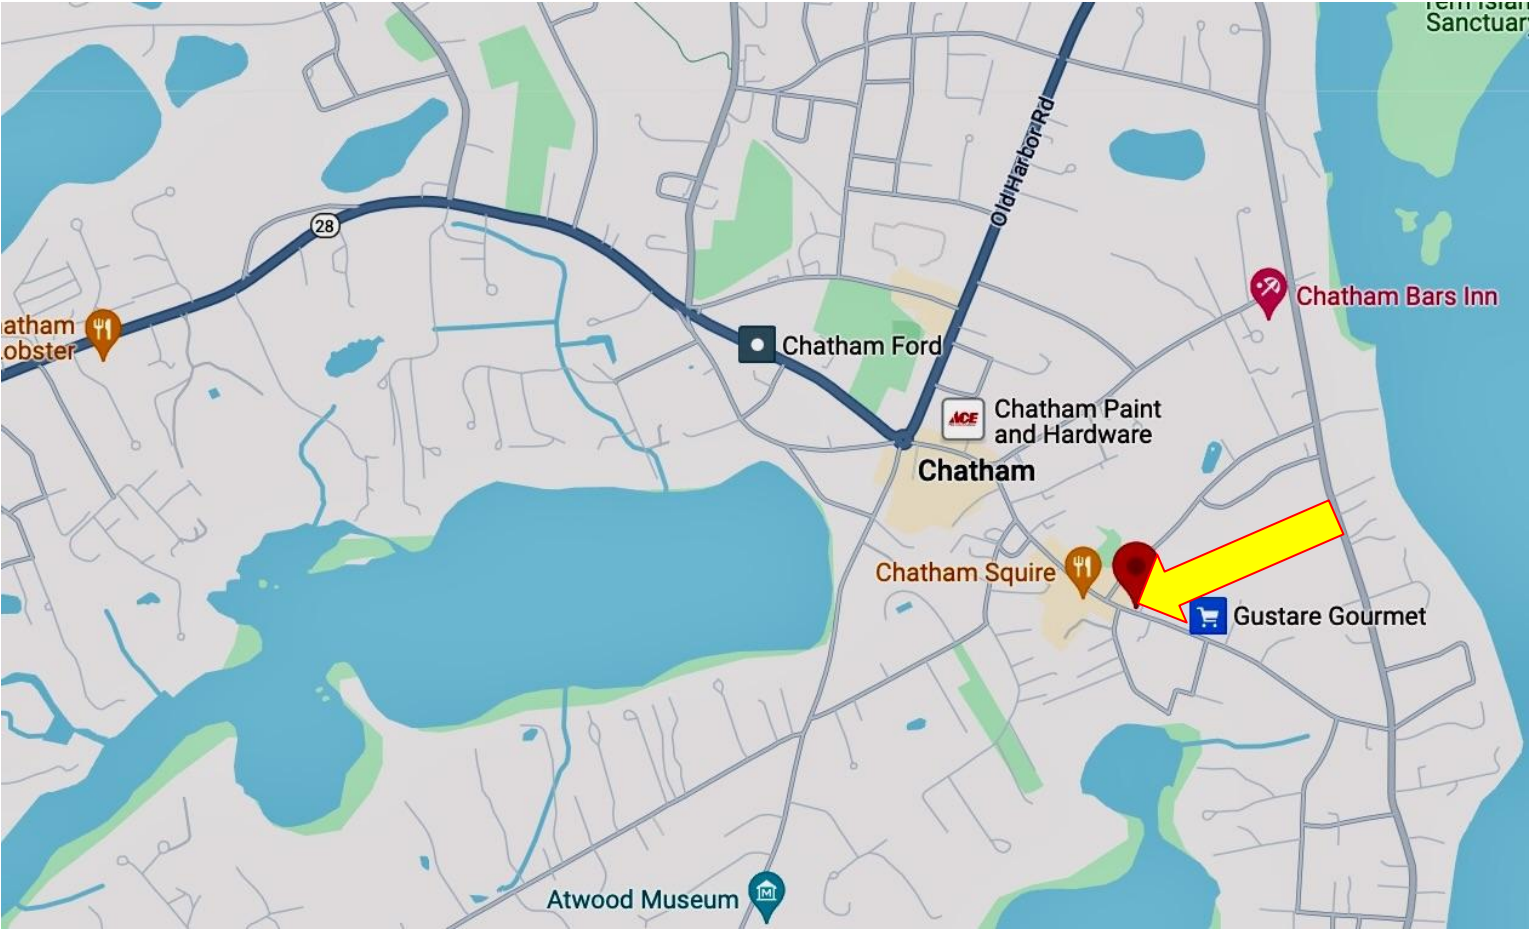 Sanctuar
Old Harbor Rd
28
Chatham Bars Inn
atham
obster
Chatham Ford
ACE
Chatham Paint
and Hardware
Chatham
Chatham Squire
Gustare Gourmet
Atwood Museum
M